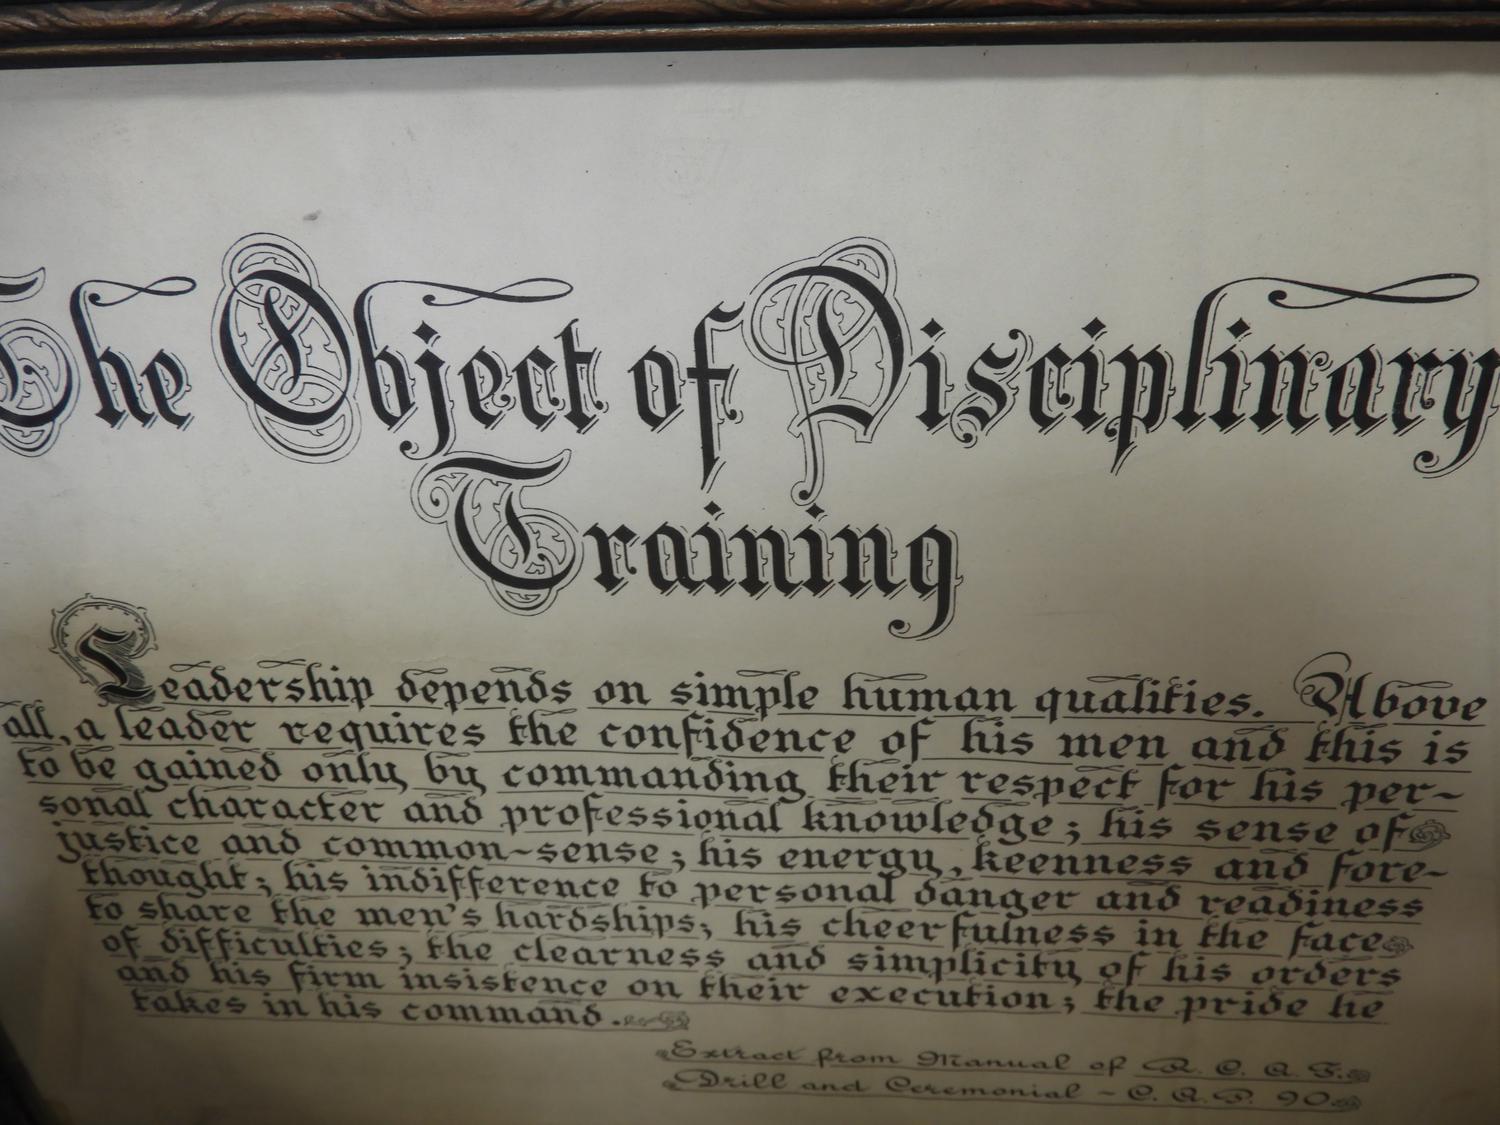 The Object of Disciplinary
Training
Leadership depends on simple human qualities. Above
all, a leader requires the confidence of his men and this is
to be gained only by commanding their respect for his per-
sonal character and professional knowledge; his sense of
justice and common-sense; his energy, keenness and fore-
thought; his indifference to personal danger and readiness
to share the men's hardships; his cheerfulness in the face
of difficulties; the clearness and simplicity of his orders
and his firm insistence on their execution; the pride he
takes in his command.
Extract from Manual of R. C. A. F.
Drill and Ceremonial - C. A. P. 90